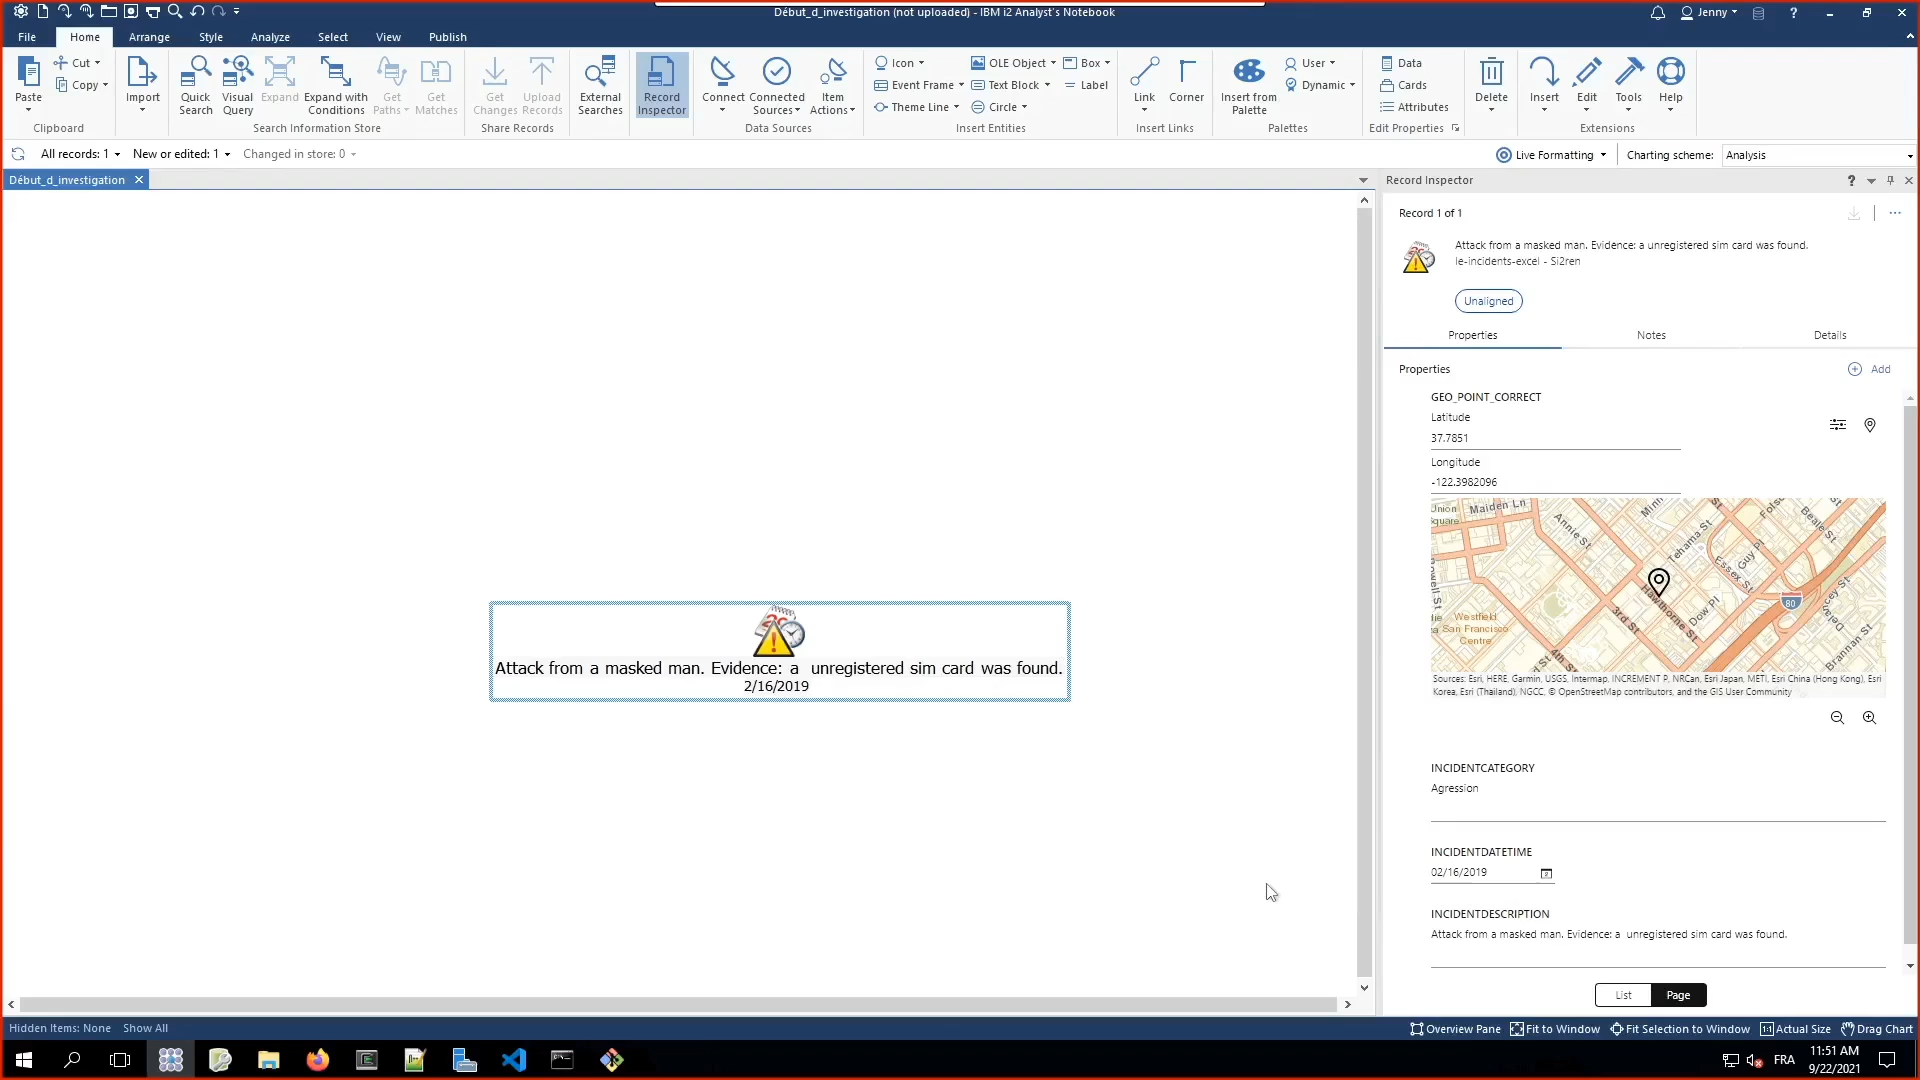 Début_d_investigation (not uploaded) - IBM i2 Analyst's Notebook
Jenny
File Home Arrange Style Analyze Select View Publish
Paste
Cut
Copy
Clipboard
Import
Quick Search
Visual Query
Expand
Expand with Conditions
Get Paths
Get Matches
Search Information Store
Get Changes
Upload Records
Share Records
External Searches
Record Inspector
Connect
Connected Sources
Item Actions
Data Sources
Icon
Event Frame
Theme Line
OLE Object
Text Block
Circle
Box
Label
Insert Entities
Link
Corner
Insert Links
Insert from Palette
User
Dynamic
Palettes
Data
Cards
Attributes
Edit Properties
Delete
Insert
Edit
Tools
Help
Extensions
All records: 1 New or edited: 1 Changed in store: 0
Live Formatting
Charting scheme: Analysis
Début_d_investigation
Attack from a masked man. Evidence: a unregistered sim card was found.
2/16/2019
Record Inspector
Record 1 of 1
Attack from a masked man. Evidence: a unregistered sim card was found.
le-incidents-excel - Si2ren
Unaligned
Properties Notes Details
Properties
Add
GEO_POINT_CORRECT
Latitude
37.7851
Longitude
-122.3982096
Union
Square
Maiden Ln
Annie St
Tehama St
Beale St
Guy Pl
Essex St
Hawthorne St
Dow Pl
3rd St
4th St
80
Delancey St
Brannan St
Westfield
San Francisco
Centre
Sources: Esri, HERE, Garmin, USGS, Intermap, INCREMENT P, NRCan, Esri Japan, METI, Esri China (Hong Kong), Esri
Korea, Esri (Thailand), NGCC, © OpenStreetMap contributors, and the GIS User Community
INCIDENTCATEGORY
Agression
INCIDENTDATETIME
02/16/2019
INCIDENTDESCRIPTION
Attack from a masked man. Evidence: a unregistered sim card was found.
List Page
Hidden Items: None Show All
Overview Pane Fit to Window Fit Selection to Window Actual Size Drag Chart
FRA
11:51 AM
9/22/2021